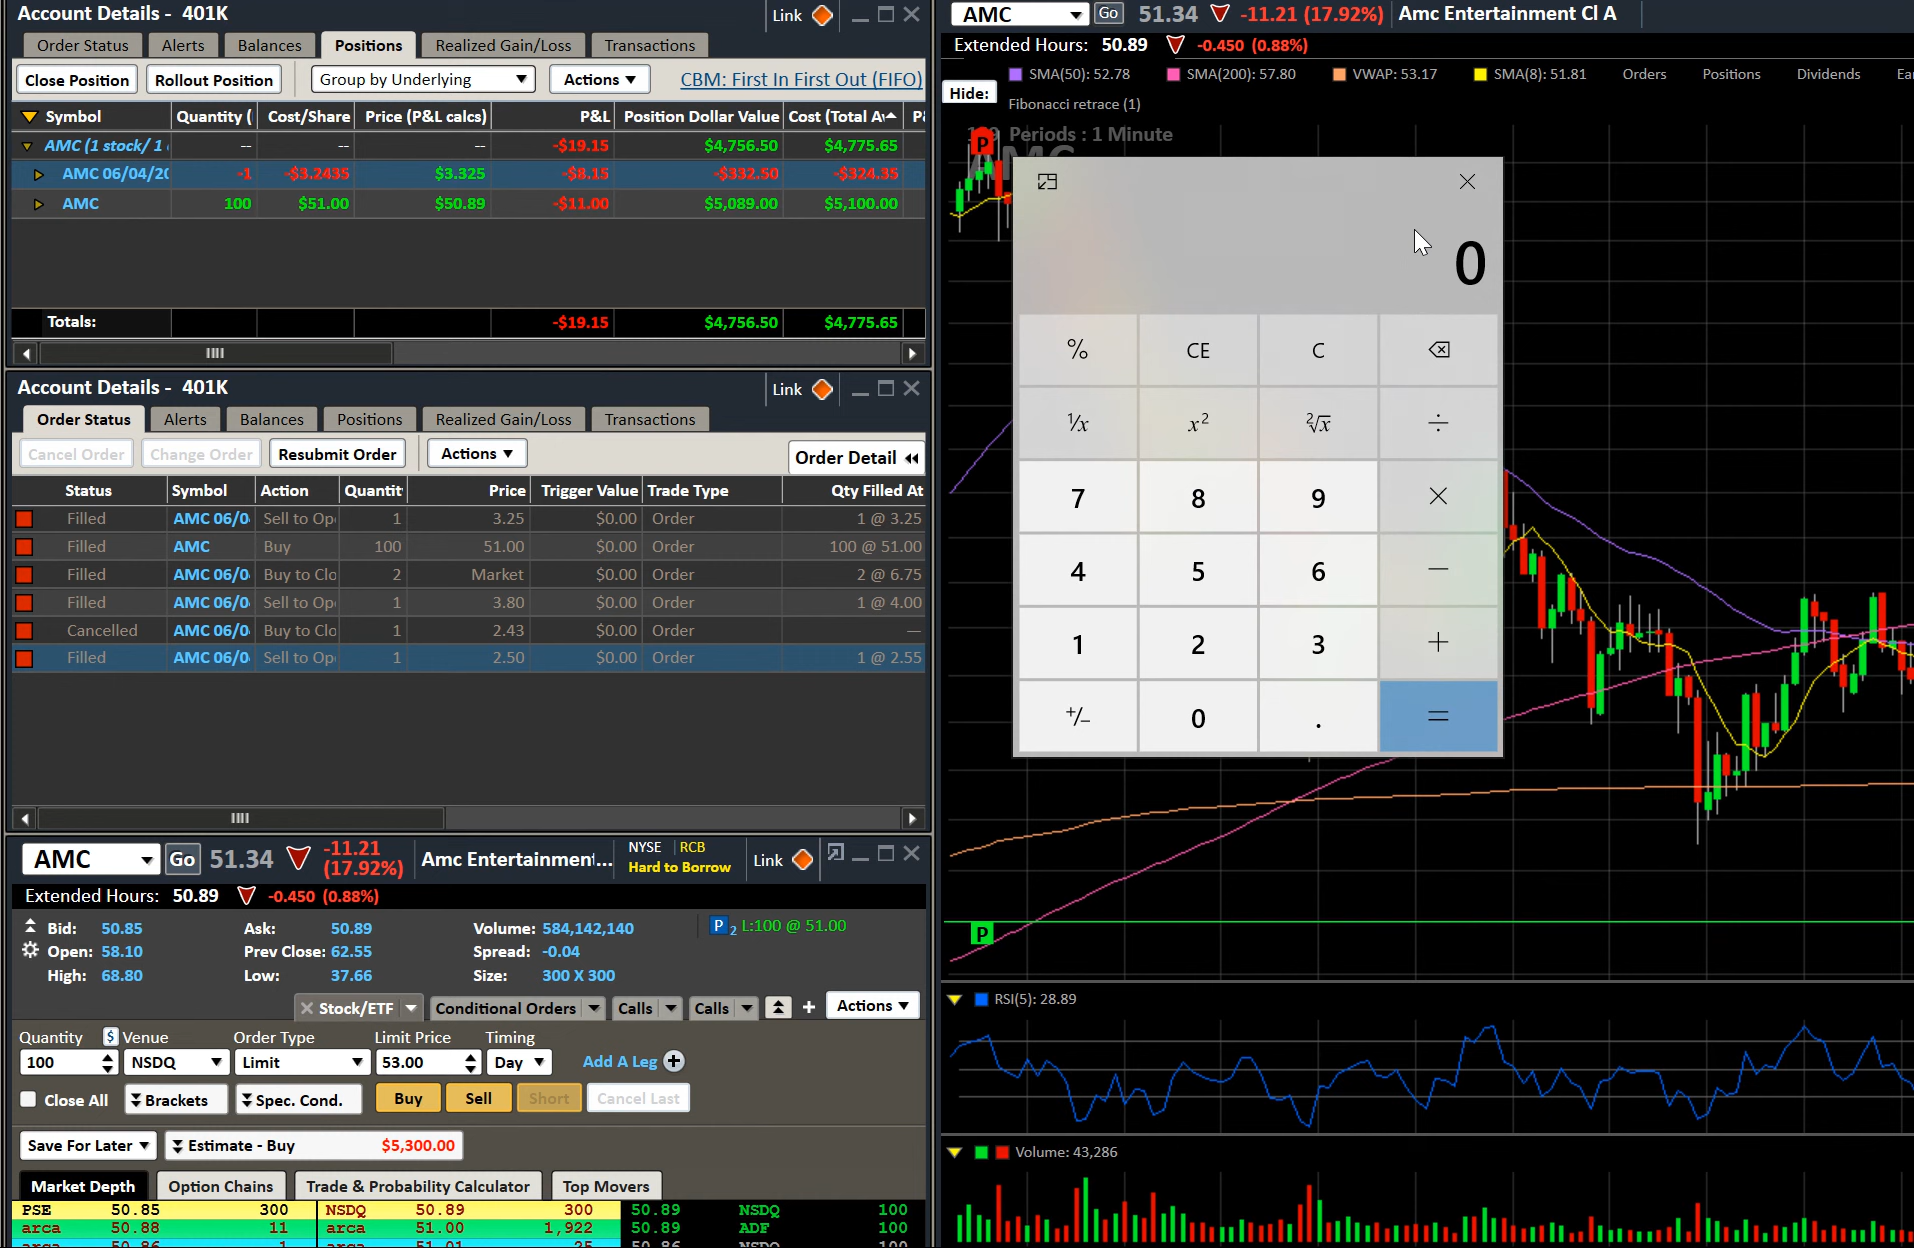 Account Details - 401K
Link
Order Status Alerts Balances Positions Realized Gain/Loss Transactions
Close Position Rollout Position Group by Underlying Actions CBM: First In First Out (FIFO)
Symbol Quantity ( Cost/Share Price (P&L calcs) P&L Position Dollar Value Cost (Total
AMC (1 stock/ 1 -- -- -- -$19.15 $4,756.50 $4,775.65
AMC 06/04/20 -1 -$3.2435 $3.325 -$8.15 -$332.50 -$324.35
AMC 100 $51.00 $50.89 -$11.00 $5,089.00 $5,100.00
Totals: -$19.15 $4,756.50 $4,775.65
Account Details - 401K
Link
Order Status Alerts Balances Positions Realized Gain/Loss Transactions
Cancel Order Change Order Resubmit Order Actions Order Detail
Status Symbol Action Quantit Price Trigger Value Trade Type Qty Filled At
Filled AMC 06/0 Sell to Op 1 3.25 $0.00 Order 1 @ 3.25
Filled AMC Buy 100 51.00 $0.00 Order 100 @ 51.00
Filled AMC 06/0 Buy to Clo 2 Market $0.00 Order 2 @ 6.75
Filled AMC 06/0 Sell to Op 1 3.80 $0.00 Order 1 @ 4.00
Cancelled AMC 06/0 Buy to Clo 1 2.43 $0.00 Order —
Filled AMC 06/0 Sell to Op 1 2.50 $0.00 Order 1 @ 2.55
AMC Go 51.34 -11.21 (17.92%) Amc Entertainment... NYSE RCB Hard to Borrow Link
Extended Hours: 50.89 -0.450 (0.88%)
Bid: 50.85 Ask: 50.89 Volume: 584,142,140 P 2 L:100 @ 51.00
Open: 58.10 Prev Close: 62.55 Spread: -0.04
High: 68.80 Low: 37.66 Size: 300 X 300
Stock/ETF Conditional Orders Calls Calls + Actions
Quantity $ Venue Order Type Limit Price Timing
100 NSDQ Limit 53.00 Day Add A Leg
Close All Brackets Spec. Cond. Buy Sell Short Cancel Last
Save For Later Estimate - Buy $5,300.00
Market Depth Option Chains Trade & Probability Calculator Top Movers
PSE 50.85 300 NSDQ 50.89 300 50.89 NSDQ 100
arca 50.88 11 arca 51.00 1,922 50.89 ADF 100
arca 50.86 1 arca 51.01 25 50.86 NSDQ 100
AMC Go 51.34 -11.21 (17.92%) Amc Entertainment Cl A
Extended Hours: 50.89 -0.450 (0.88%)
SMA(50): 52.78 SMA(200): 57.80 VWAP: 53.17 SMA(8): 51.81 Orders Positions Dividends
Hide: Fibonacci retrace (1)
Periods : 1 Minute
AMC
P
0
% CE C
¹/x x² ²√x ÷
7 8 9 ×
4 5 6 −
1 2 3 +
+/− 0 . =
P
RSI(5): 28.89
Volume: 43,286